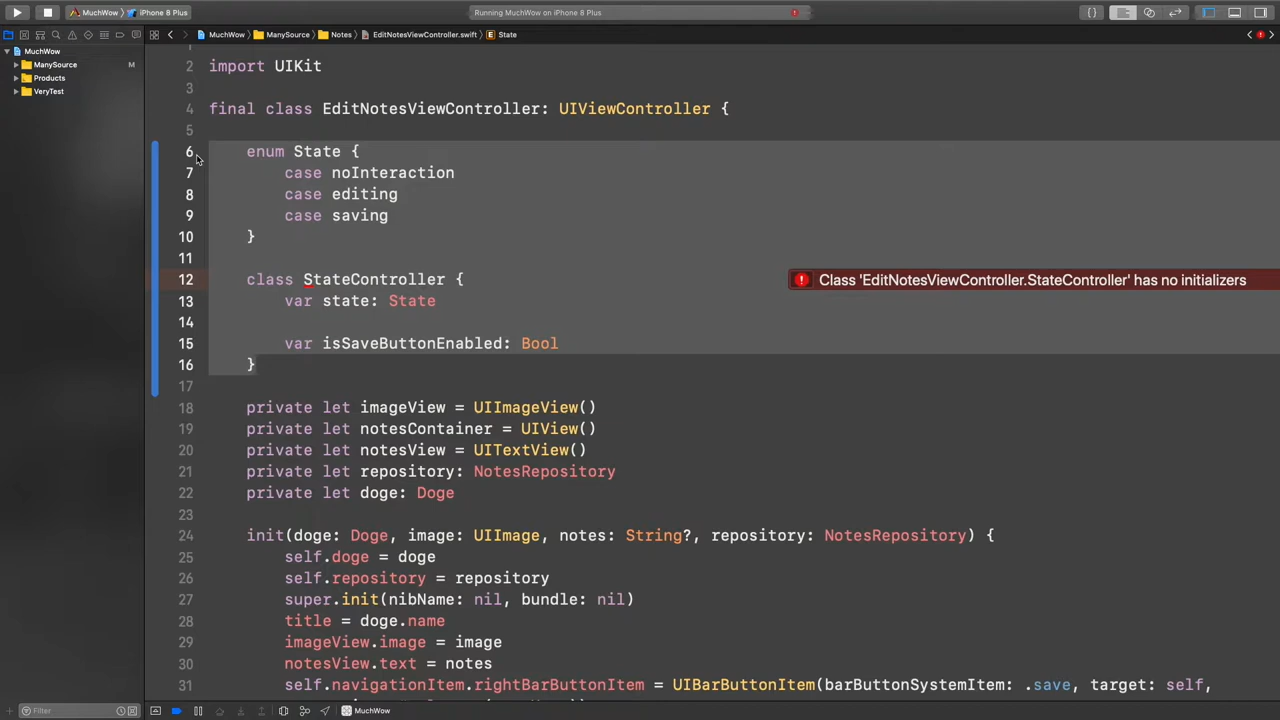 MuchWow › iPhone 8 Plus
Running MuchWow on iPhone 8 Plus
MuchWow › ManySource › Notes › EditNotesViewController.swift › E State
MuchWow
ManySource M
Products
VeryTest
1
2 import UIKit
3
4 final class EditNotesViewController: UIViewController {
5
6 enum State {
7 case noInteraction
8 case editing
9 case saving
10 }
11
12 class StateController { Class 'EditNotesViewController.StateController' has no initializers
13 var state: State
14
15 var isSaveButtonEnabled: Bool
16 }
17
18 private let imageView = UIImageView()
19 private let notesContainer = UIView()
20 private let notesView = UITextView()
21 private let repository: NotesRepository
22 private let doge: Doge
23
24 init(doge: Doge, image: UIImage, notes: String?, repository: NotesRepository) {
25 self.doge = doge
26 self.repository = repository
27 super.init(nibName: nil, bundle: nil)
28 title = doge.name
29 imageView.image = image
30 notesView.text = notes
31 self.navigationItem.rightBarButtonItem = UIBarButtonItem(barButtonSystemItem: .save, target: self,
Filter
MuchWow